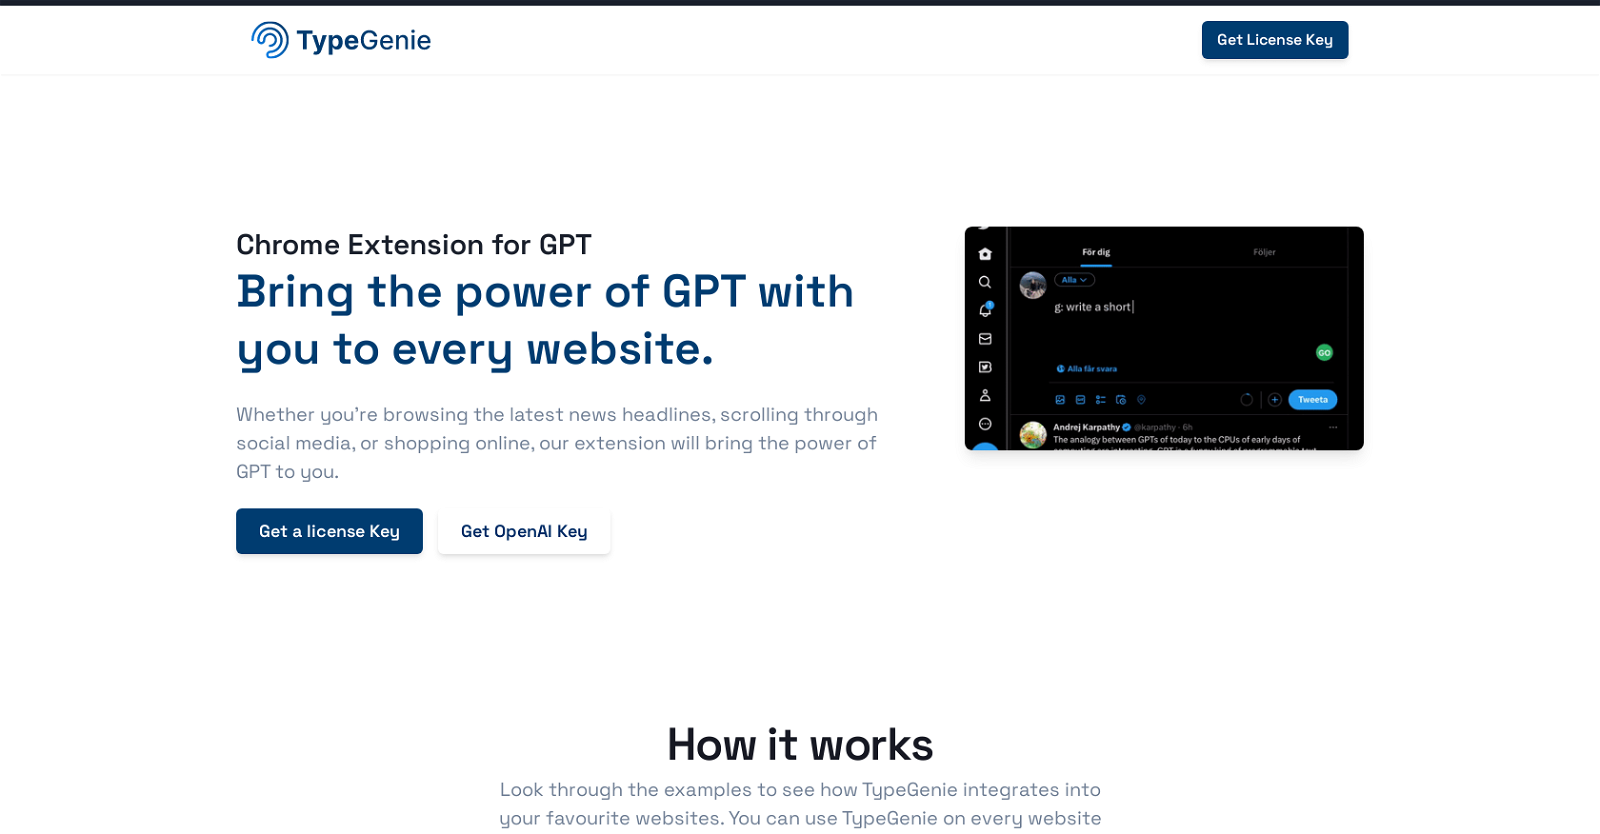 TypeGenie
Get License Key
Chrome Extension for GPT
Bring the power of GPT with
you to every website.
Whether you're browsing the latest news headlines, scrolling through
social media, or shopping online, our extension will bring the power of
GPT to you.
Get a license Key
Get OpenAI Key
För dig
Följer
Alla
g: write a short
GO
Alla får svara
Tweeta
Andrej Karpathy @karpathy · 6h
The analogy between GPTs of today to the CPUs of early days of
How it works
Look through the examples to see how TypeGenie integrates into
your favourite websites. You can use TypeGenie on every website